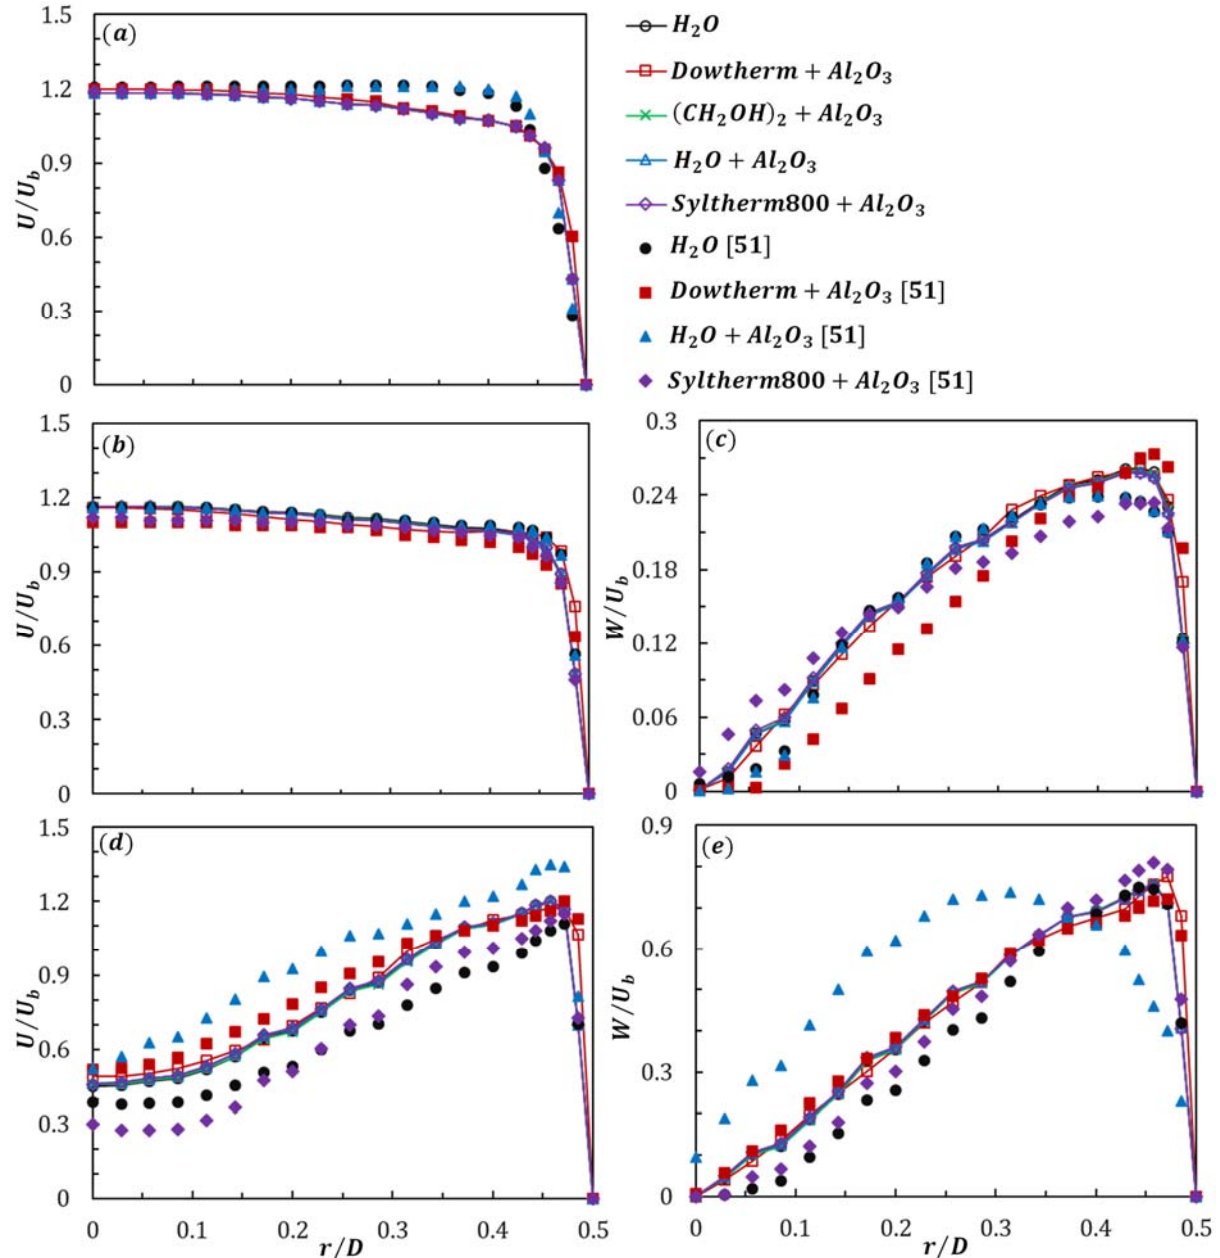 (a)
U/U_b
1.5
1.2
0.9
0.6
0.3
0
H₂O
Dowtherm + Al₂O₃
(CH₂OH)₂ + Al₂O₃
H₂O + Al₂O₃
Syltherm800 + Al₂O₃
H₂O [51]
Dowtherm + Al₂O₃ [51]
H₂O + Al₂O₃ [51]
Syltherm800 + Al₂O₃ [51]
(b)
U/U_b
1.5
1.2
0.9
0.6
0.3
0
(c)
W/U_b
0.3
0.24
0.18
0.12
0.06
0
(d)
U/U_b
1.5
1.2
0.9
0.6
0.3
0
0 0.1 0.2 0.3 0.4 0.5
r/D
(e)
W/U_b
0.9
0.6
0.3
0
0 0.1 0.2 0.3 0.4 0.5
r/D